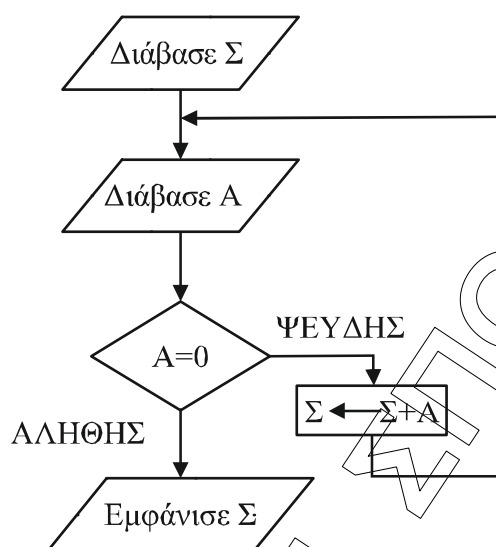 Διάβασε Σ
Διάβασε Α
Α=0
ΨΕΥΔΗΣ
Σ ← Σ+Α
ΑΛΗΘΗΣ
Εμφάνισε Σ